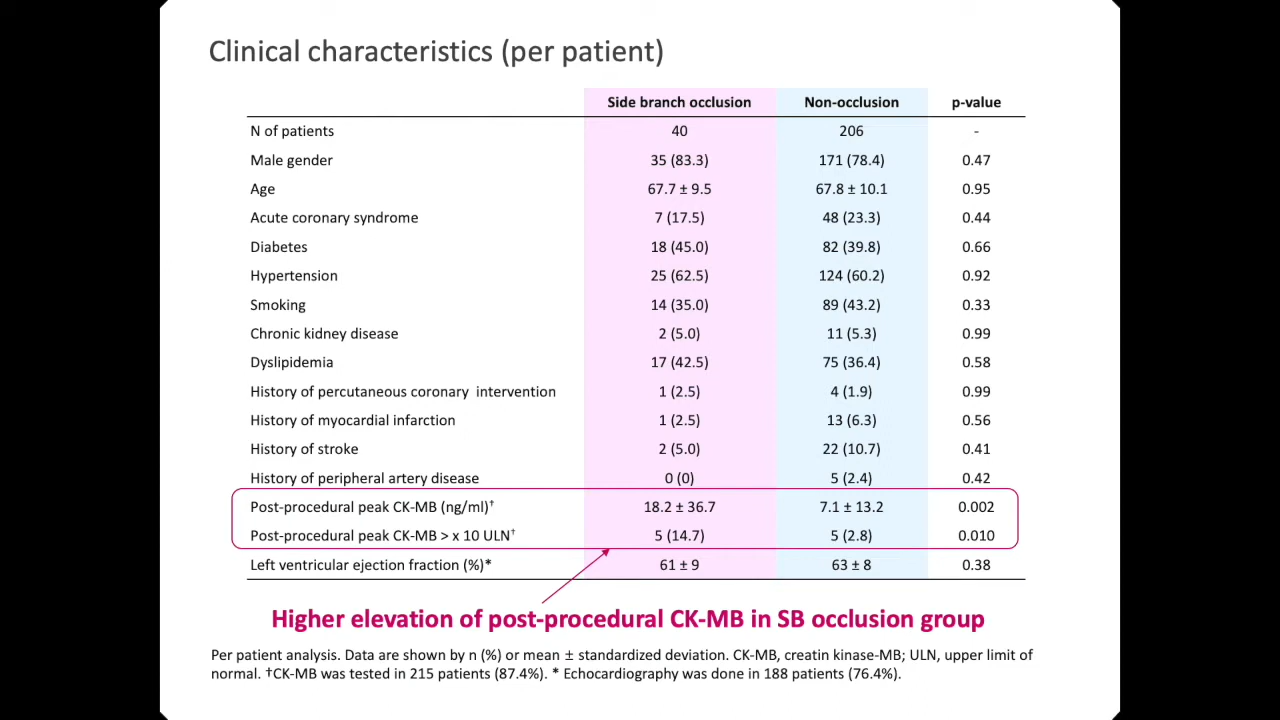 Clinical characteristics (per patient)
Side branch occlusion Non-occlusion p-value
N of patients 40 206 -
Male gender 35 (83.3) 171 (78.4) 0.47
Age 67.7 ± 9.5 67.8 ± 10.1 0.95
Acute coronary syndrome 7 (17.5) 48 (23.3) 0.44
Diabetes 18 (45.0) 82 (39.8) 0.66
Hypertension 25 (62.5) 124 (60.2) 0.92
Smoking 14 (35.0) 89 (43.2) 0.33
Chronic kidney disease 2 (5.0) 11 (5.3) 0.99
Dyslipidemia 17 (42.5) 75 (36.4) 0.58
History of percutaneous coronary intervention 1 (2.5) 4 (1.9) 0.99
History of myocardial infarction 1 (2.5) 13 (6.3) 0.56
History of stroke 2 (5.0) 22 (10.7) 0.41
History of peripheral artery disease 0 (0) 5 (2.4) 0.42
Post-procedural peak CK-MB (ng/ml)† 18.2 ± 36.7 7.1 ± 13.2 0.002
Post-procedural peak CK-MB > x 10 ULN† 5 (14.7) 5 (2.8) 0.010
Left ventricular ejection fraction (%)* 61 ± 9 63 ± 8 0.38
Higher elevation of post-procedural CK-MB in SB occlusion group
Per patient analysis. Data are shown by n (%) or mean ± standardized deviation. CK-MB, creatin kinase-MB; ULN, upper limit of
normal. †CK-MB was tested in 215 patients (87.4%). * Echocardiography was done in 188 patients (76.4%).